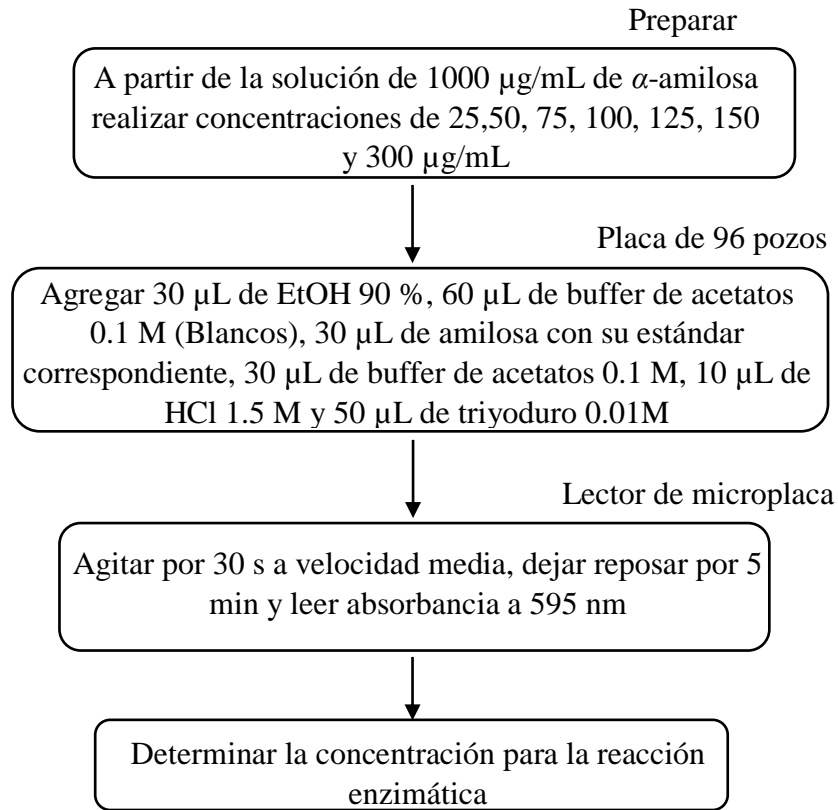 Preparar
A partir de la solución de 1000 µg/mL de α-amilosa
realizar concentraciones de 25,50, 75, 100, 125, 150
y 300 µg/mL
Placa de 96 pozos
Agregar 30 µL de EtOH 90 %, 60 µL de buffer de acetatos
0.1 M (Blancos), 30 µL de amilosa con su estándar
correspondiente, 30 µL de buffer de acetatos 0.1 M, 10 µL de
HCl 1.5 M y 50 µL de triyoduro 0.01M
Lector de microplaca
Agitar por 30 s a velocidad media, dejar reposar por 5
min y leer absorbancia a 595 nm
Determinar la concentración para la reacción
enzimática